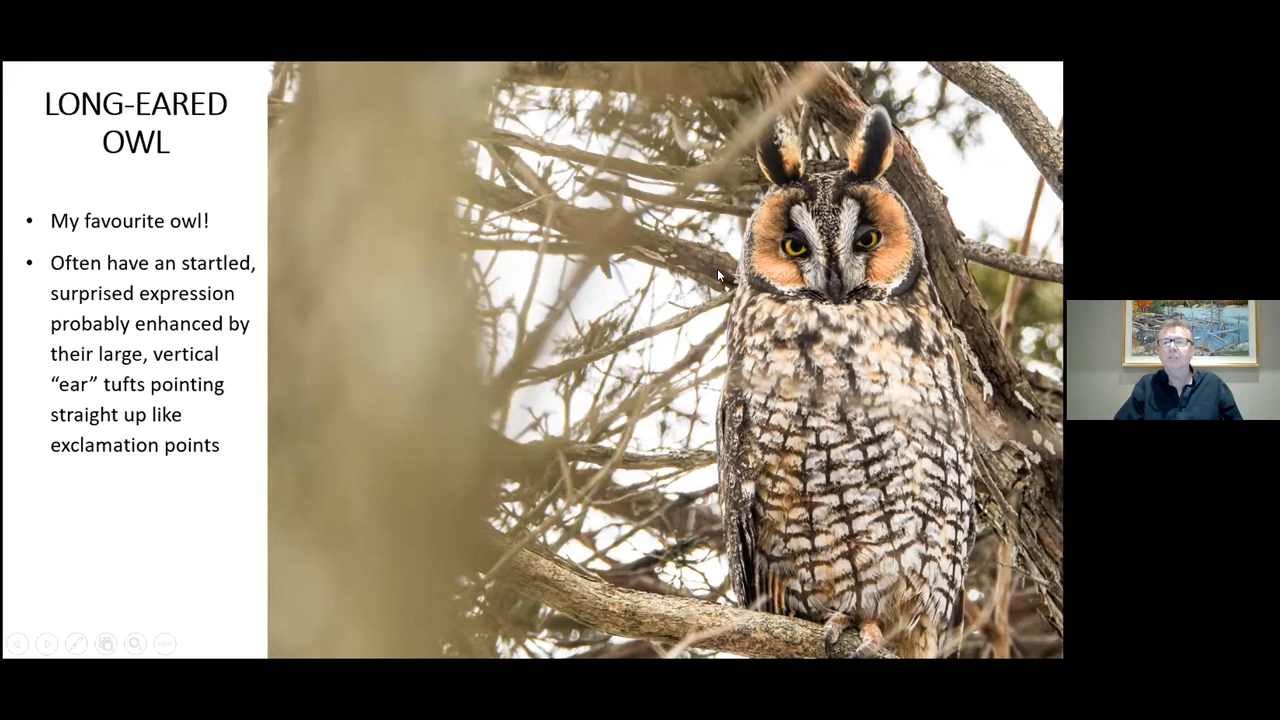 LONG-EARED
OWL
• My favourite owl!
• Often have an startled,
surprised expression
probably enhanced by
their large, vertical
“ear” tufts pointing
straight up like
exclamation points